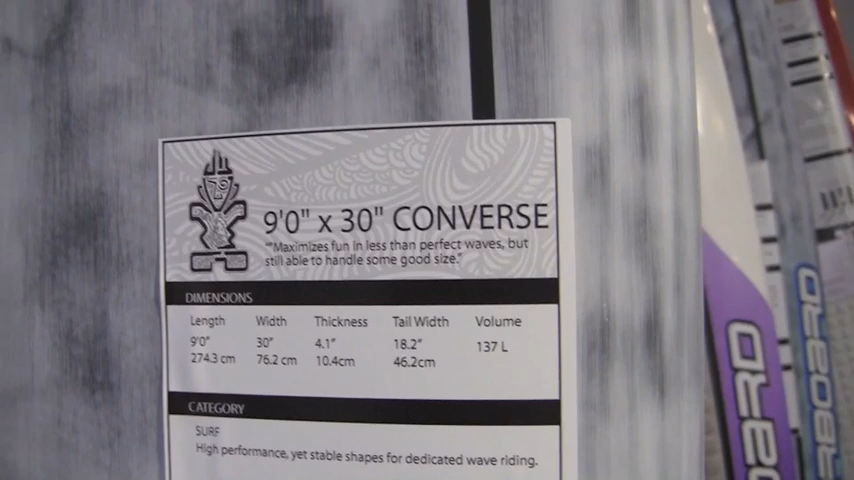 9'0" x 30" CONVERSE
""Maximizes fun in less than perfect waves, but
still able to handle some good size."
DIMENSIONS
Length Width Thickness Tail Width Volume
9'0" 30" 4.1" 18.2" 137 L
274.3 cm 76.2 cm 10.4cm 46.2cm
CATEGORY
SURF
High performance, yet stable shapes for dedicated wave riding.
OARD
RBOARD